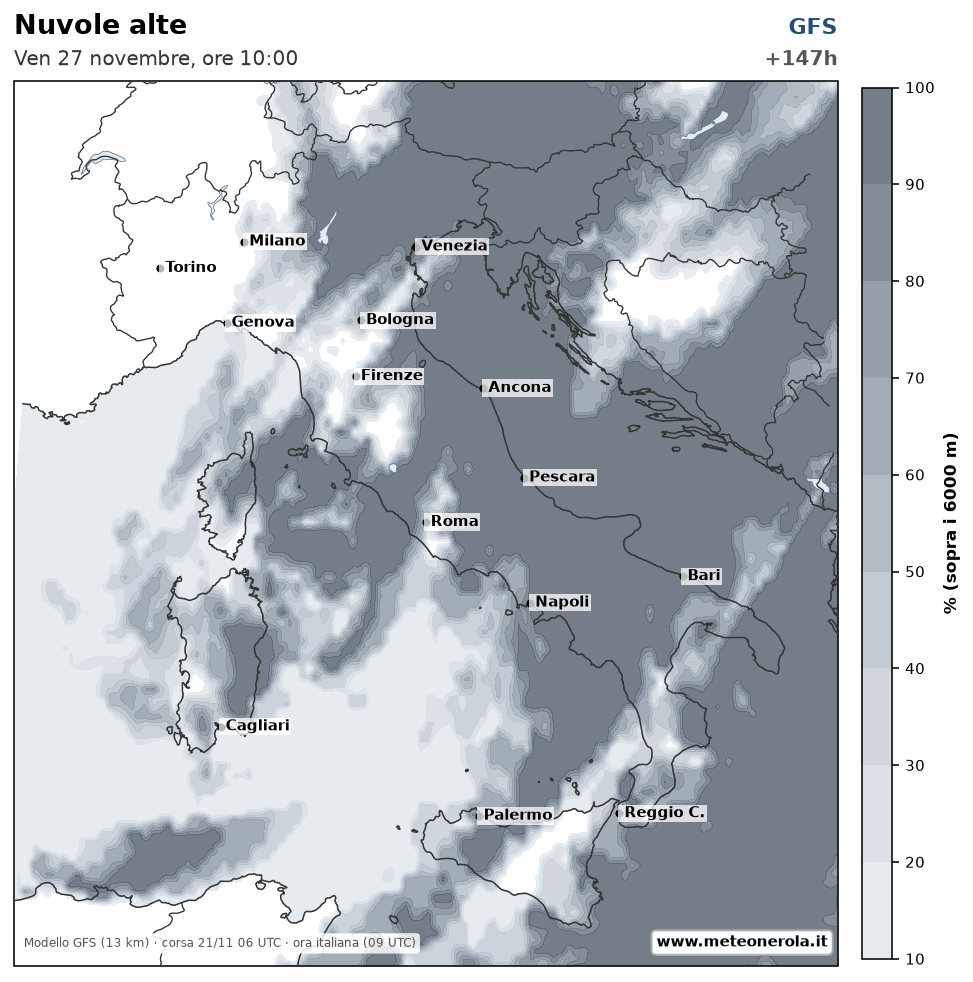 Nuvole alte
GFS
Ven 27 novembre, ore 10:00
+147h
100
90
80
70
60
50
40
30
20
10
% (sopra i 6000 m)
Milano
Venezia
Torino
Genova
Bologna
Firenze
Ancona
Pescara
Roma
Bari
Napoli
Cagliari
Palermo
Reggio C.
Modello GFS (13 km) · corsa 21/11 06 UTC · ora italiana (09 UTC)
www.meteonerola.it